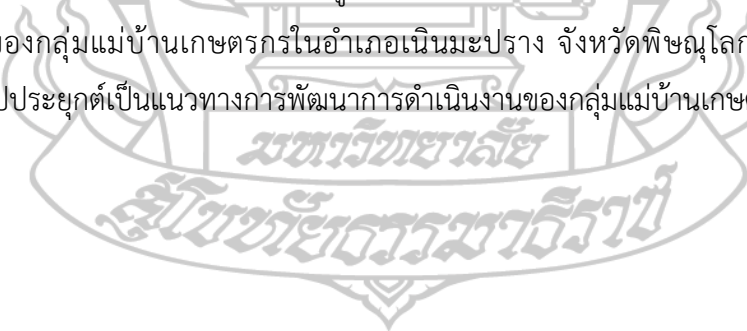 ของกลุ่มแม่บ้านเกษตรกรในอำเภอเนินมะปราง จังหวัดพิษณุโลก
ประยุกต์เป็นแนวทางการพัฒนาการดำเนินงานของกลุ่มแม่บ้านเกษ
มหาวิทยาลัย
สุโขทัยธรรมาธิราช